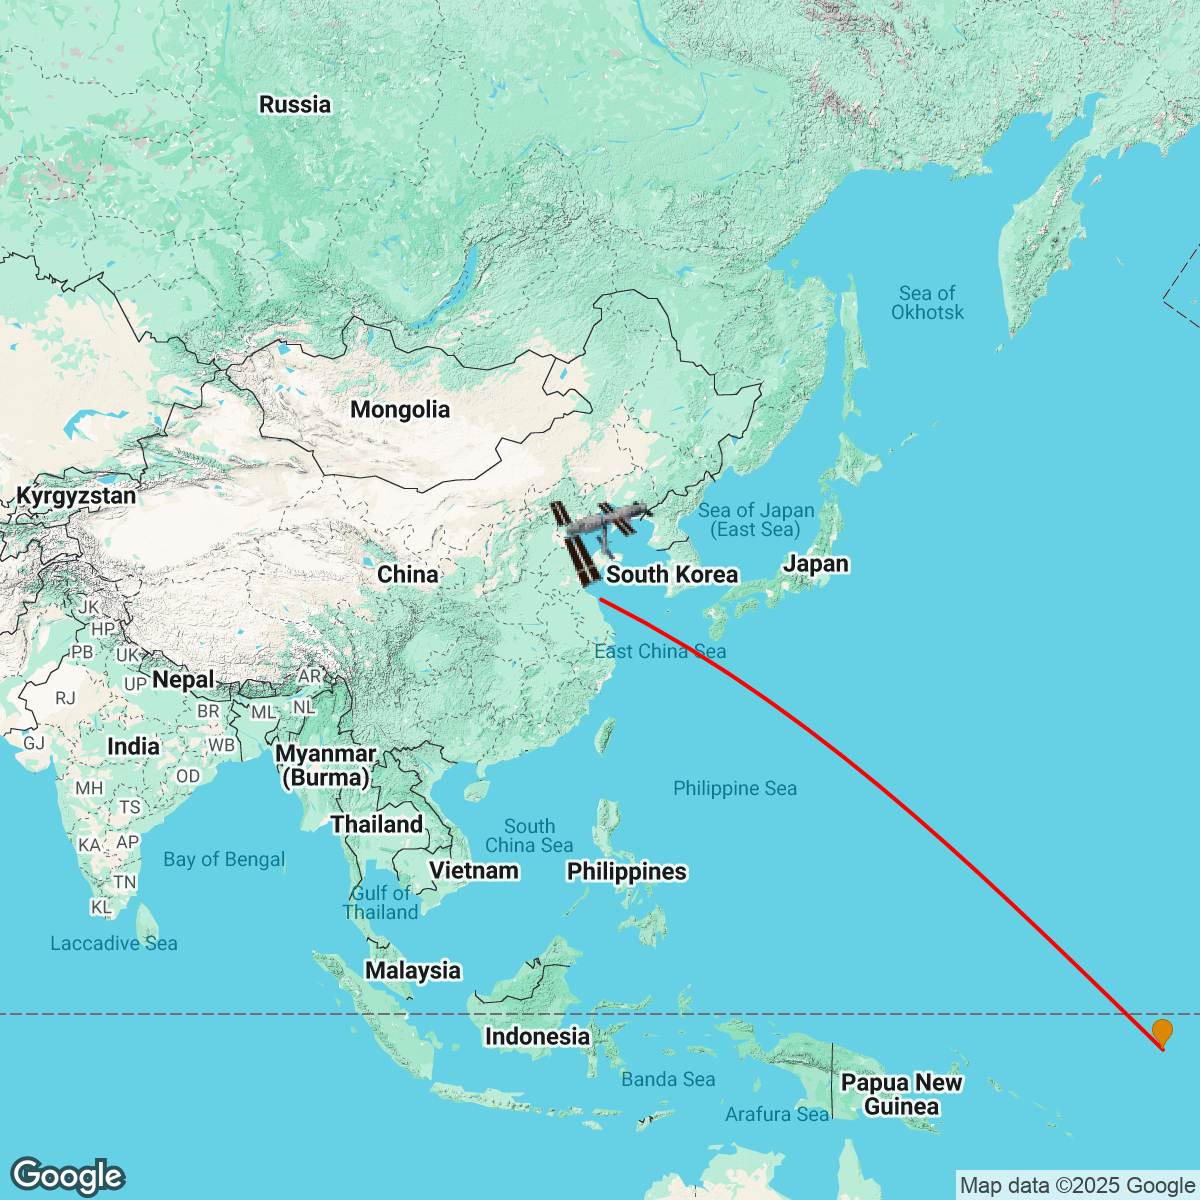 Russia
Sea of
Okhotsk
Mongolia
Kyrgyzstan
Sea of Japan
(East Sea)
Japan
China
South Korea
JK
HP
PB
UK
East China Sea
Nepal
UP
AR
RJ
BR
ML
NL
GJ
India
WB
Myanmar
(Burma)
OD
MH
TS
Philippine Sea
Thailand
South
China Sea
KA
AP
Bay of Bengal
Vietnam
Philippines
TN
KL
Gulf of
Thailand
Laccadive Sea
Malaysia
Indonesia
Banda Sea
Papua New
Guinea
Arafura Sea
Google
Map data ©2025 Google